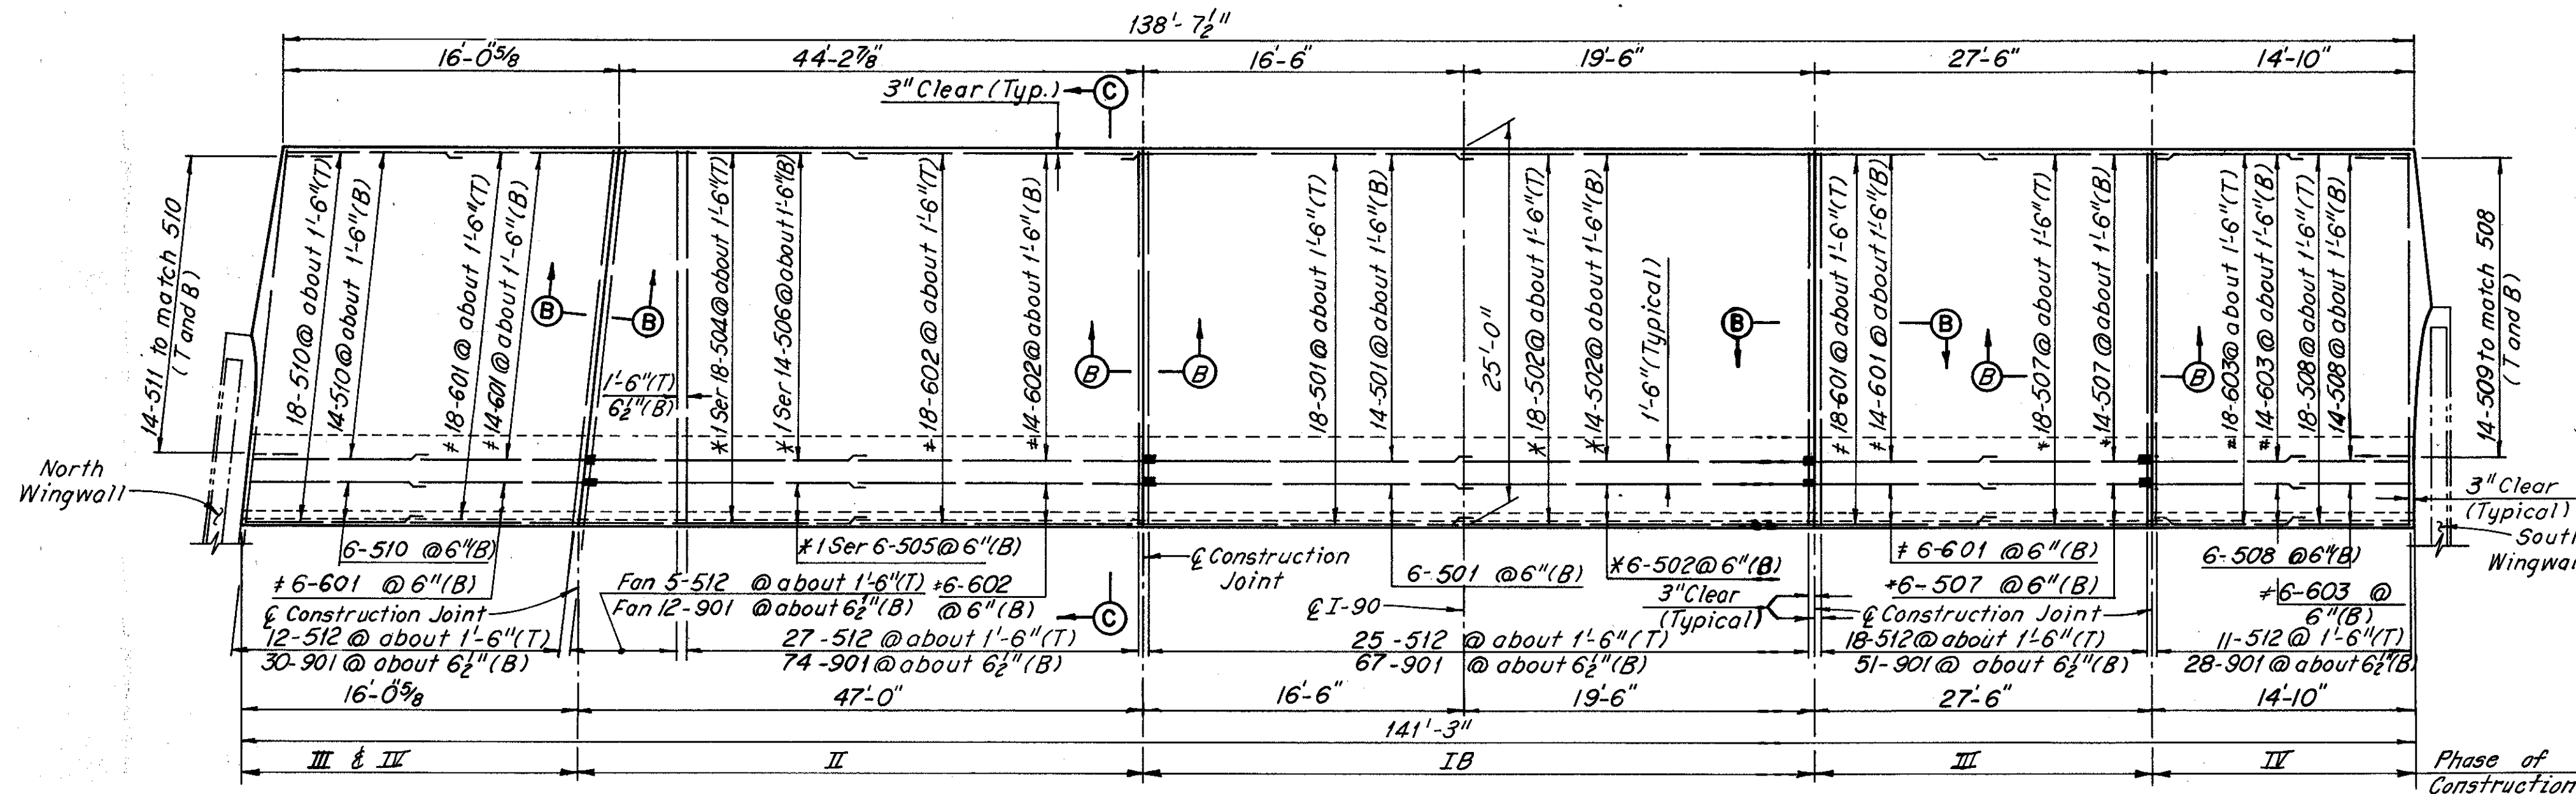 138'-7½"
16'-0"5/8
44'-2⅞"
16'-6"
19'-6"
27'-6"
14'-10"
3" Clear (Typ.)
C
14-511 to match 510
(T and B)
18-510 @ about 1'-6"(T)
14-510 @ about 1'-6"(B)
‡ 18-601 @ about 1'-6"(T)
‡ 14-601 @ about 1'-6"(B)
B
B
1'-6"(T)
6½"(B)
* 1 Ser 18-504 @ about 1'-6"(T)
* 1 Ser 14-506 @ about 1'-6"(B)
‡ 18-602 @ about 1'-6"(T)
‡ 14-602 @ about 1'-6"(B)
B
B
18-501 @ about 1'-6"(T)
14-501 @ about 1'-6"(B)
25'-0"
* 18-502 @ about 1'-6"(T)
* 14-502 @ about 1'-6"(B)
1'-6"(Typical)
B
‡ 18-601 @ about 1'-6"(T)
‡ 14-601 @ about 1'-6"(B)
B
B
* 18-507 @ about 1'-6"(T)
* 14-507 @ about 1'-6"(B)
B
‡ 18-603 @ about 1'-6"(T)
‡ 14-603 @ about 1'-6"(B)
18-508 @ about 1'-6"(T)
14-508 @ about 1'-6"(B)
14-509 to match 508
(T and B)
North
Wingwall
3" Clear
(Typical)
South
Wingwal
6-510 @ 6"(B)
‡ 6-601 @ 6"(B)
℄ Construction Joint
12-512 @ about 1'-6"(T)
30-901 @ about 6½"(B)
* 1 Ser 6-505 @ 6"(B)
Fan 5-512 @ about 1'-6"(T)
Fan 12-901 @ about 6½"(B)
‡ 6-602
@ 6"(B)
C
27-512 @ about 1'-6"(T)
74-901 @ about 6½"(B)
℄ Construction
Joint
6-501 @ 6"(B)
℄ I-90
* 6-502 @ 6"(B)
3" Clear
(Typical)
25-512 @ about 1'-6"(T)
67-901 @ about 6½"(B)
‡ 6-601 @ 6"(B)
* 6-507 @ 6"(B)
℄ Construction Joint
18-512 @ about 1'-6"(T)
51-901 @ about 6½"(B)
6-508 @ 6"(B)
‡ 6-603 @
6"(B)
11-512 @ 1'-6"(T)
28-901 @ about 6½"(B)
16'-0"5/8
47'-0"
16'-6"
19'-6"
27'-6"
14'-10"
141'-3"
III & IV
II
IB
III
IV
Phase of
Construction